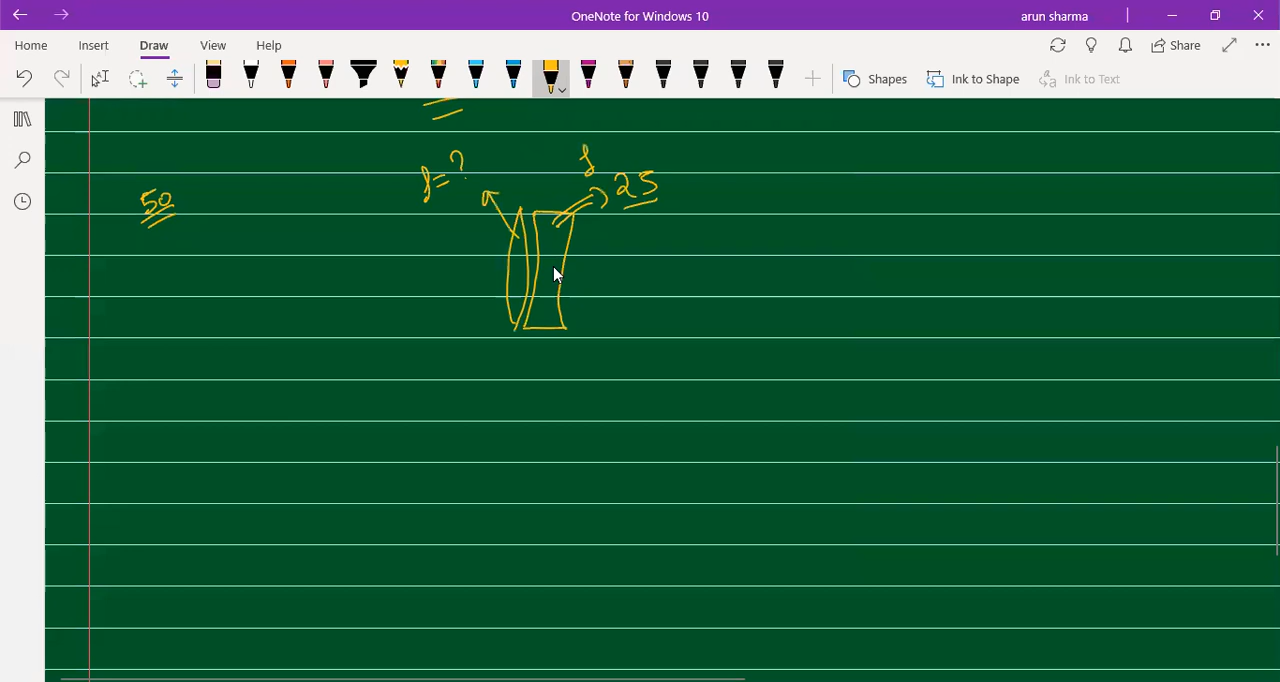 OneNote for Windows 10
arun sharma
Home Insert Draw View Help
Share
Shapes
Ink to Shape
Ink to Text
f = ?
f
25
50